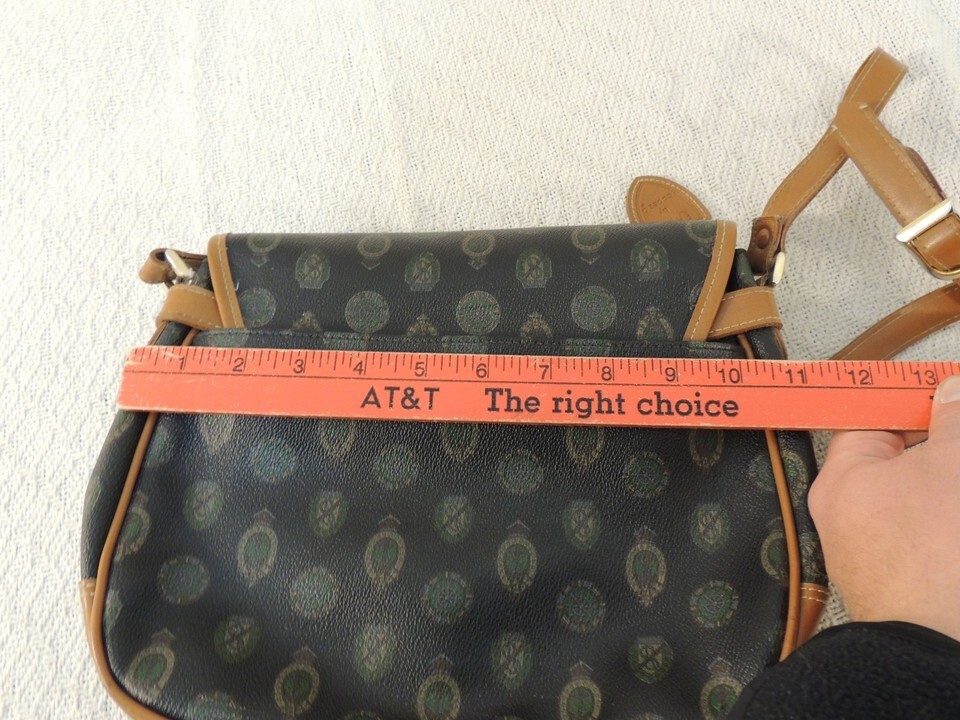 1 2 3 4 5 6 7 8 9 10 11 12 13
AT&T The right choice